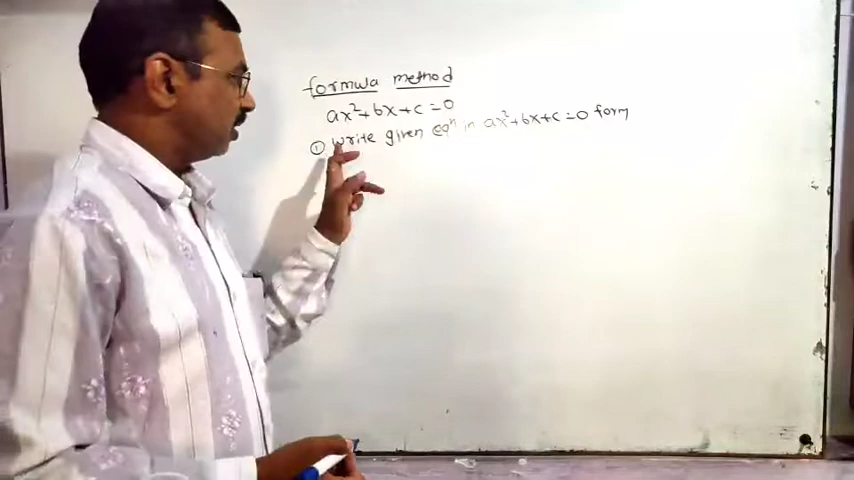 formula method
ax²+bx+c=0
① write given eqⁿ in ax²+bx+c=0 form